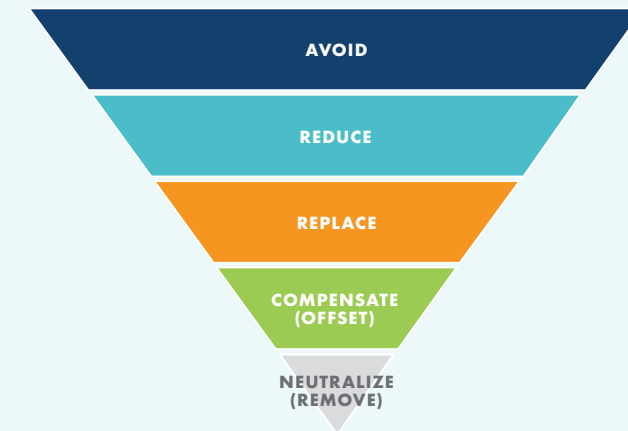 AVOID
REDUCE
REPLACE
COMPENSATE
(OFFSET)
NEUTRALIZE
(REMOVE)